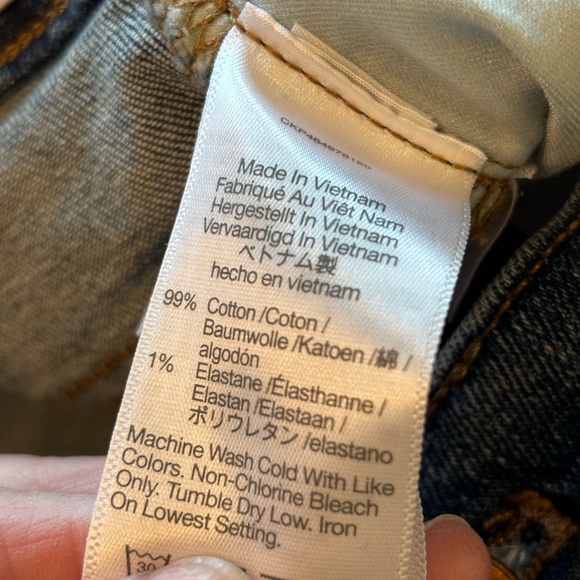 Made In Vietnam
Fabriqué Au Viêt Nam
Hergestellt In Vietnam
Vervaardigd In Vietnam
ベトナム製
hecho en vietnam
99% Cotton /Coton /
Baumwolle /Katoen /綿 /
algodón
1% Elastane /Élasthanne /
Elastan /Elastaan /
ポリウレタン /elastano
Machine Wash Cold With Like
Colors. Non-Chlorine Bleach
Only. Tumble Dry Low. Iron
On Lowest Setting.
30